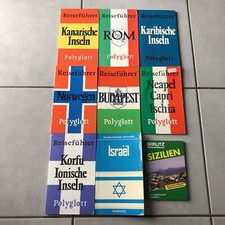 Reiseführer
Kanarische
Inseln
Polyglott
Reiseführer
ROM
Polyglott
Reiseführer
Karibische
Inseln
Polyglott
Reiseführer
Norwegen
Polyglott
Reiseführer
BUDAPEST
Polyglott
Reiseführer
Neapel
Capri
Ischia
Polyglott
Reiseführer
Korfu
Ionische
Inseln
Polyglott
Israel
SIZILIEN